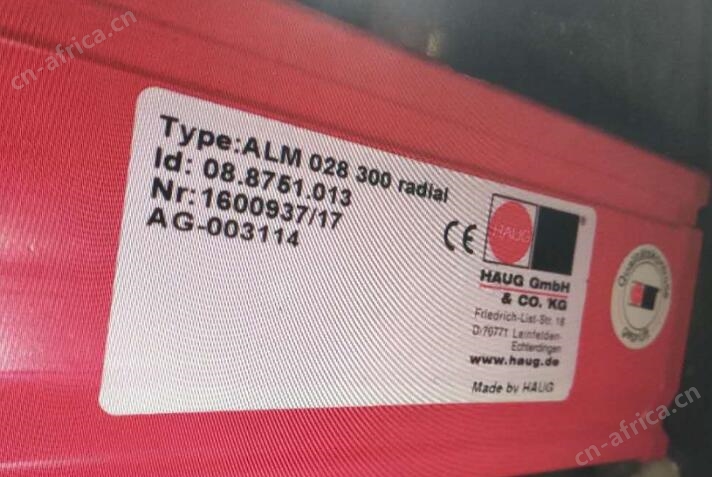 cn-africa.cn
Type:ALM 028 300 radial
Id: 08.8751.013
Nr:1600937/17
AG-003114
CE
HAUG
®
HAUG GmbH
& CO. KG
Friedrich-List-Str. 18
D/70771 Leinfelden-
Echterdingen
www.haug.de
Made by HAUG
geprüft
cn-africa.cn